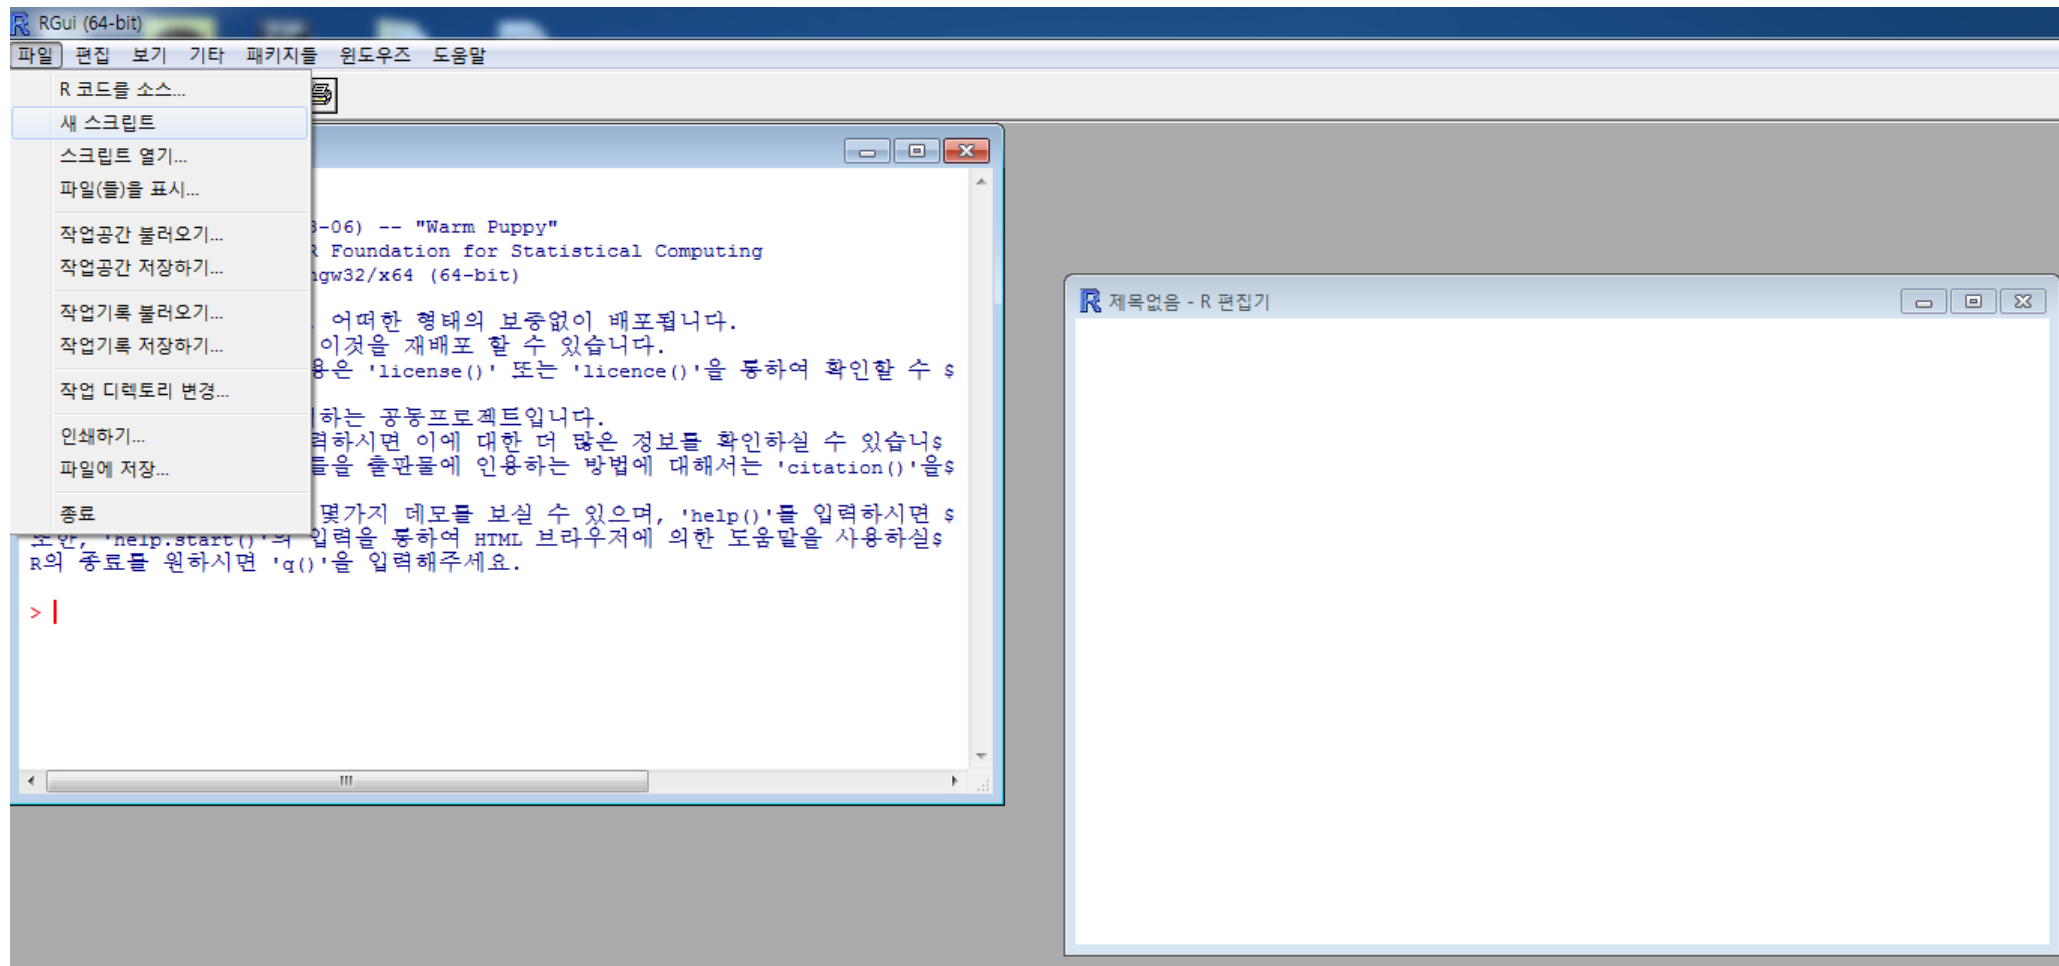 RGui (64-bit)
파일 편집 보기 기타 패키지들 윈도우즈 도움말
R 코드를 소스...
새 스크립트
스크립트 열기...
파일(들)을 표시...
작업공간 불러오기...
작업공간 저장하기...
작업기록 불러오기...
작업기록 저장하기...
작업 디렉토리 변경...
인쇄하기...
파일에 저장...
종료
-06) -- "Warm Puppy"
R Foundation for Statistical Computing
ngw32/x64 (64-bit)
어떠한 형태의 보증없이 배포됩니다.
이것을 재배포 할 수 있습니다.
용은 'license()' 또는 'licence()'을 통하여 확인할 수 $
하는 공동프로젝트입니다.
력하시면 이에 대한 더 많은 정보를 확인하실 수 있습니$
들을 출판물에 인용하는 방법에 대해서는 'citation()'을$
몇가지 데모를 보실 수 있으며, 'help()'를 입력하시면 $
또한, 'help.start()'의 입력을 통하여 HTML 브라우저에 의한 도움말을 사용하실$
R의 종료를 원하시면 'q()'을 입력해주세요.
>
제목없음 - R 편집기